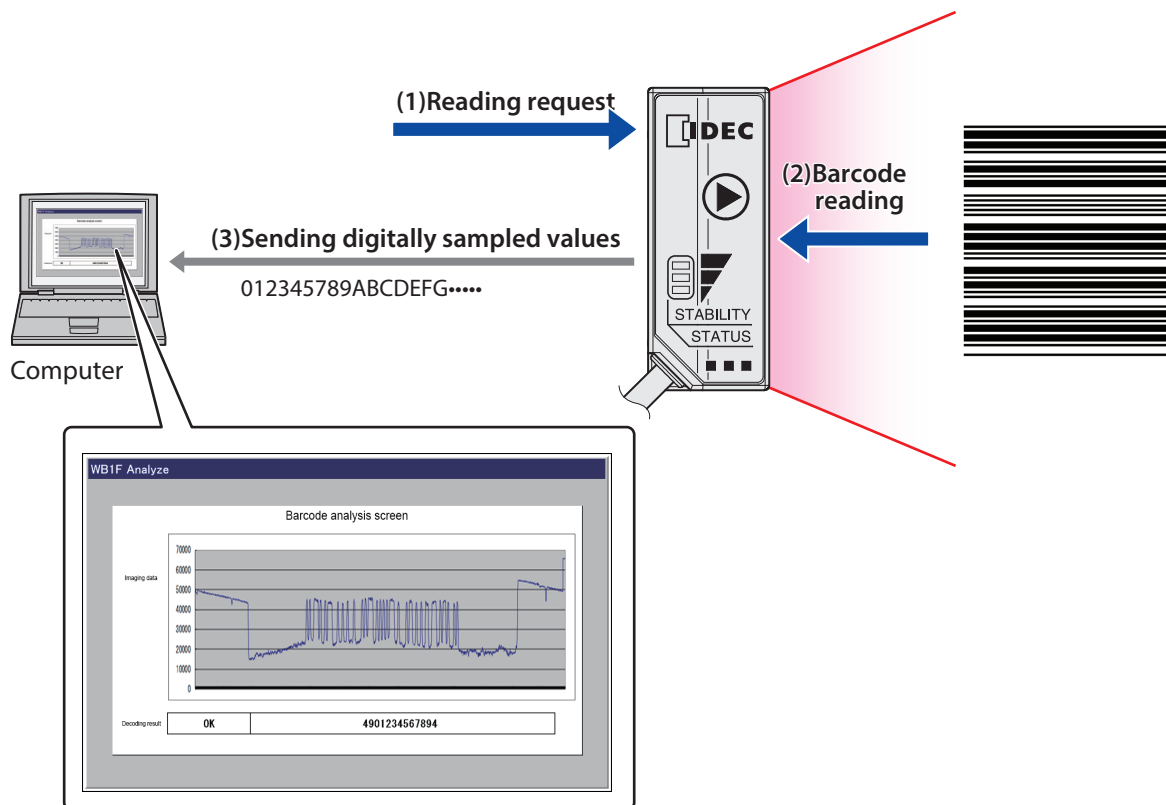 (1)Reading request
IDEC
(2)Barcode
reading
(3)Sending digitally sampled values
012345789ABCDEFG•••••
STABILITY
STATUS
Computer
WB1F Analyze
Barcode analysis screen
Imaging data
70000
60000
50000
40000
30000
20000
10000
0
Decoding result OK 4901234567894